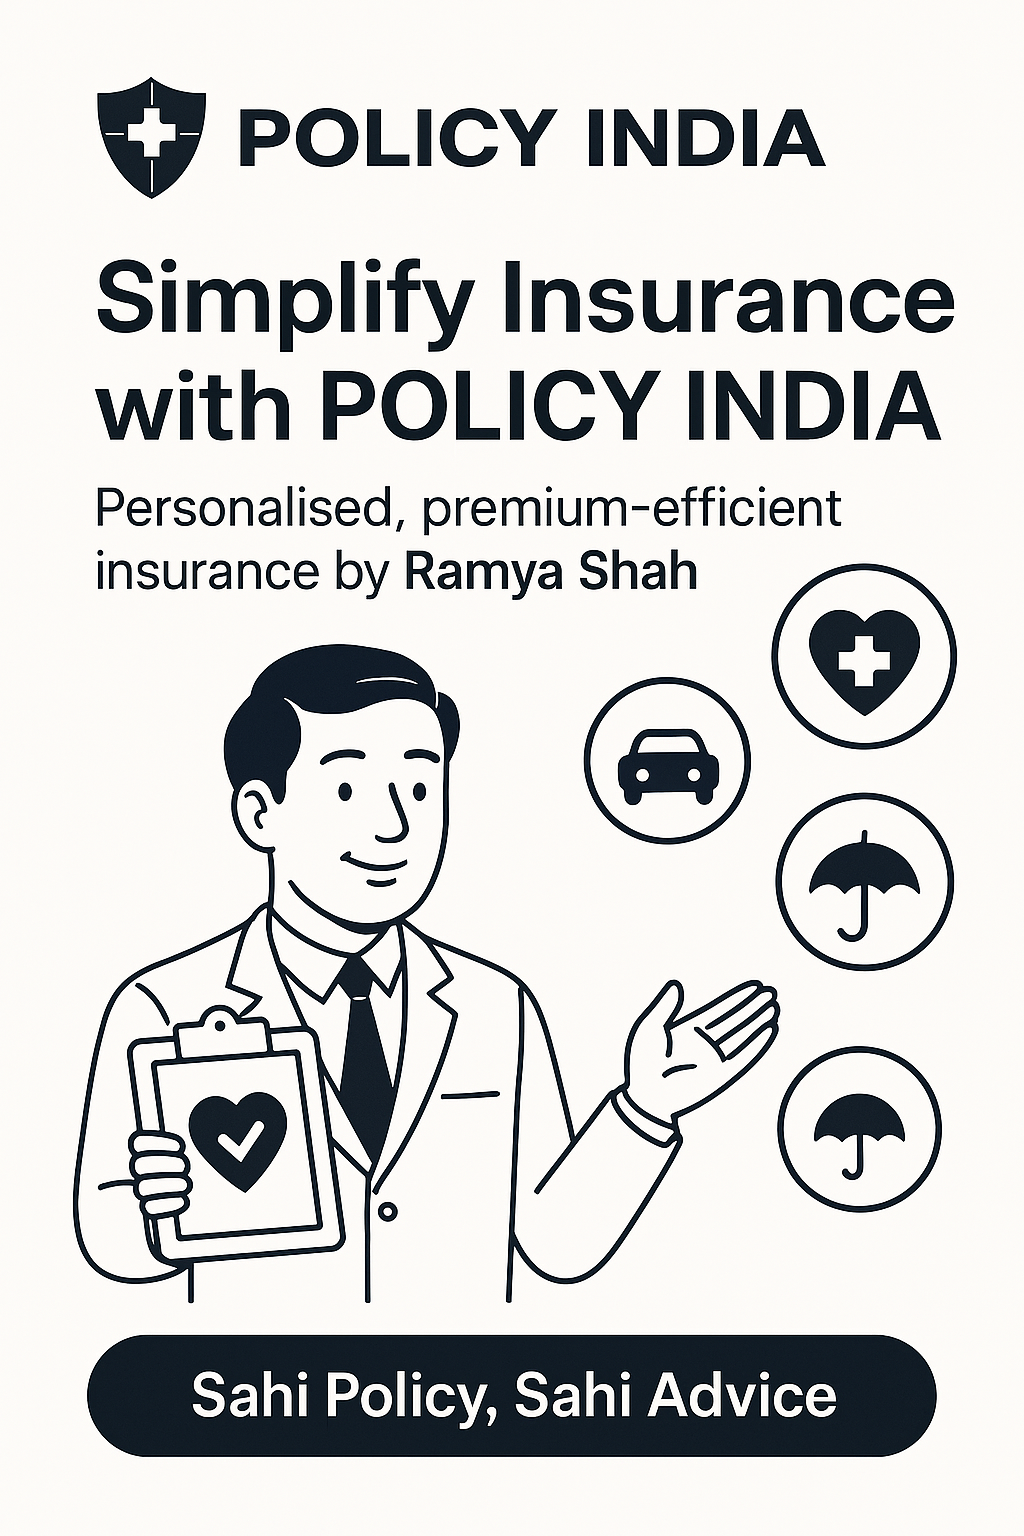 POLICY INDIA
Simplify Insurance
with POLICY INDIA
Personalised, premium-efficient
insurance by Ramya Shah
Sahi Policy, Sahi Advice